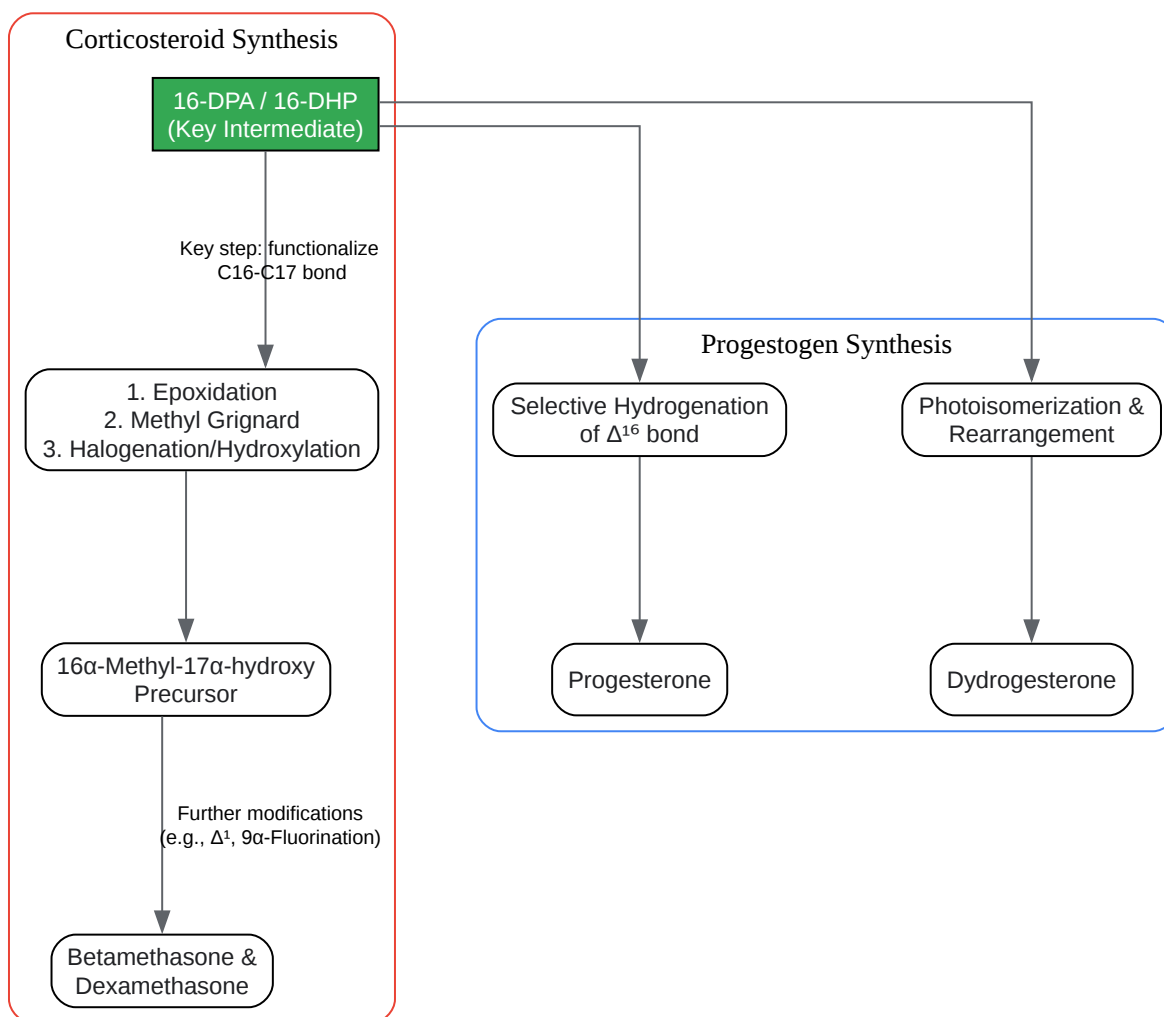 Corticosteroid Synthesis
16-DPA / 16-DHP
(Key Intermediate)
Key step: functionalize
C16-C17 bond
1. Epoxidation
2. Methyl Grignard
3. Halogenation/Hydroxylation
16α-Methyl-17α-hydroxy
Precursor
Further modifications
(e.g., Δ¹, 9α-Fluorination)
Betamethasone &
Dexamethasone
Progestogen Synthesis
Selective Hydrogenation
of Δ¹⁶ bond
Progesterone
Photoisomerization &
Rearrangement
Dydrogesterone